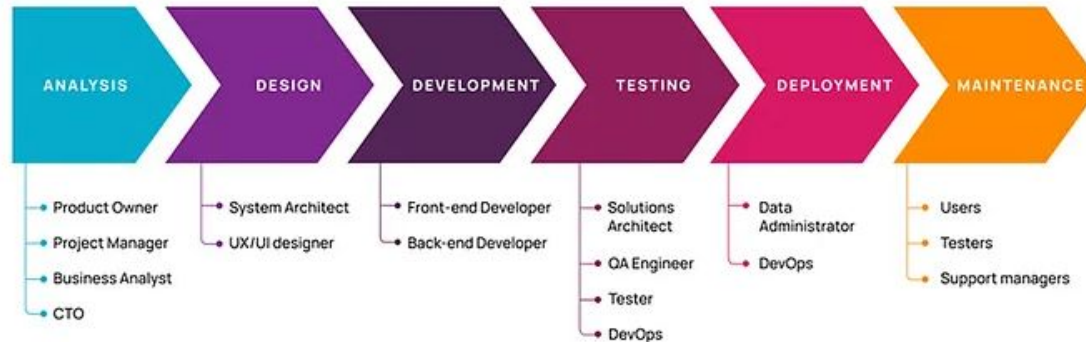 ANALYSIS
DESIGN
DEVELOPMENT
TESTING
DEPLOYMENT
MAINTENANCE
Product Owner
Project Manager
Business Analyst
CTO
System Architect
UX/UI designer
Front-end Developer
Back-end Developer
Solutions
Architect
QA Engineer
Tester
DevOps
Data
Administrator
DevOps
Users
Testers
Support managers